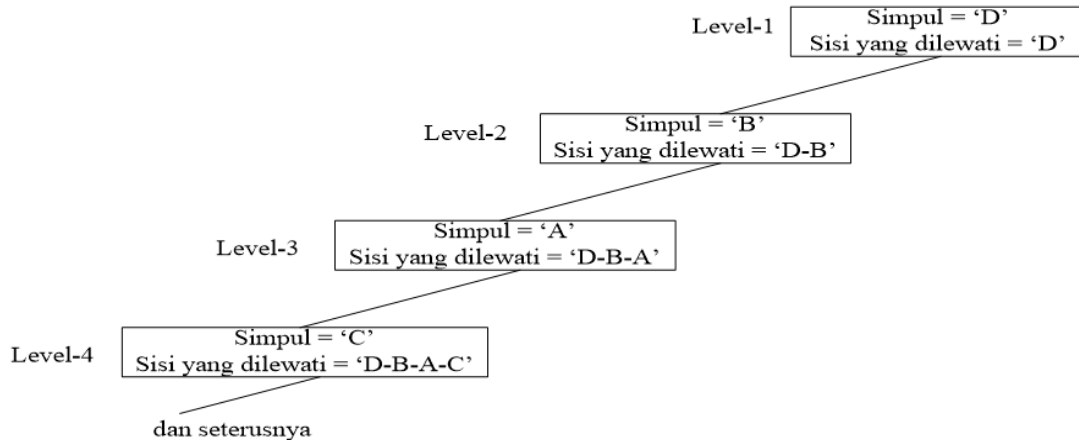 Level-1
Simpul = ‘D’
Sisi yang dilewati = ‘D’
Level-2
Simpul = ‘B’
Sisi yang dilewati = ‘D-B’
Level-3
Simpul = ‘A’
Sisi yang dilewati = ‘D-B-A’
Level-4
Simpul = ‘C’
Sisi yang dilewati = ‘D-B-A-C’
dan seterusnya